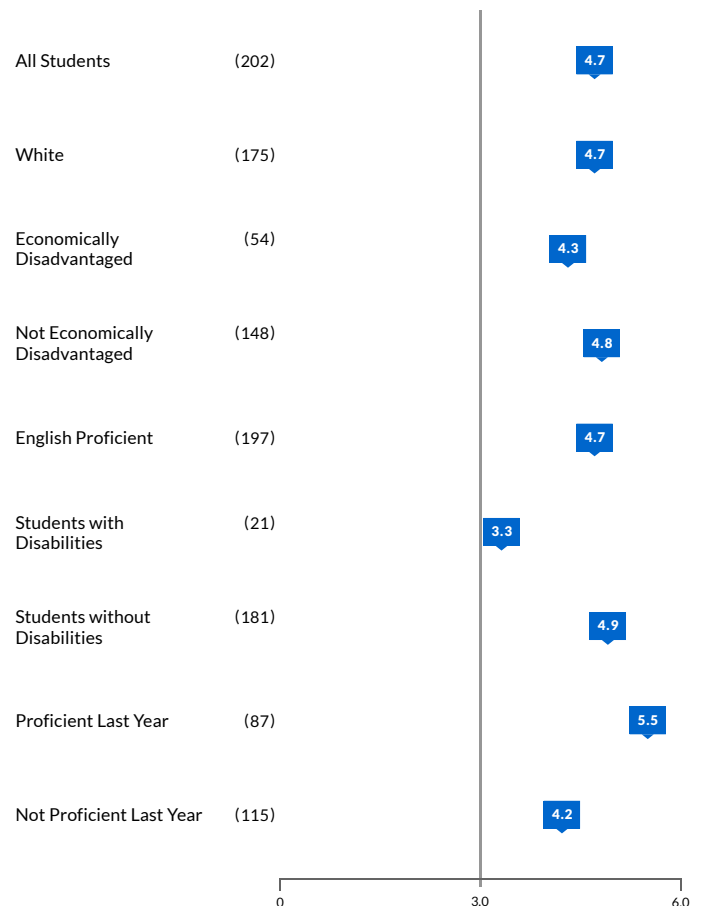 All Students (202) 4.7
White (175) 4.7
Economically (54)
Disadvantaged 4.3
Not Economically (148)
Disadvantaged 4.8
English Proficient (197) 4.7
Students with (21)
Disabilities 3.3
Students without (181)
Disabilities 4.9
Proficient Last Year (87) 5.5
Not Proficient Last Year (115) 4.2
0 3.0 6.0